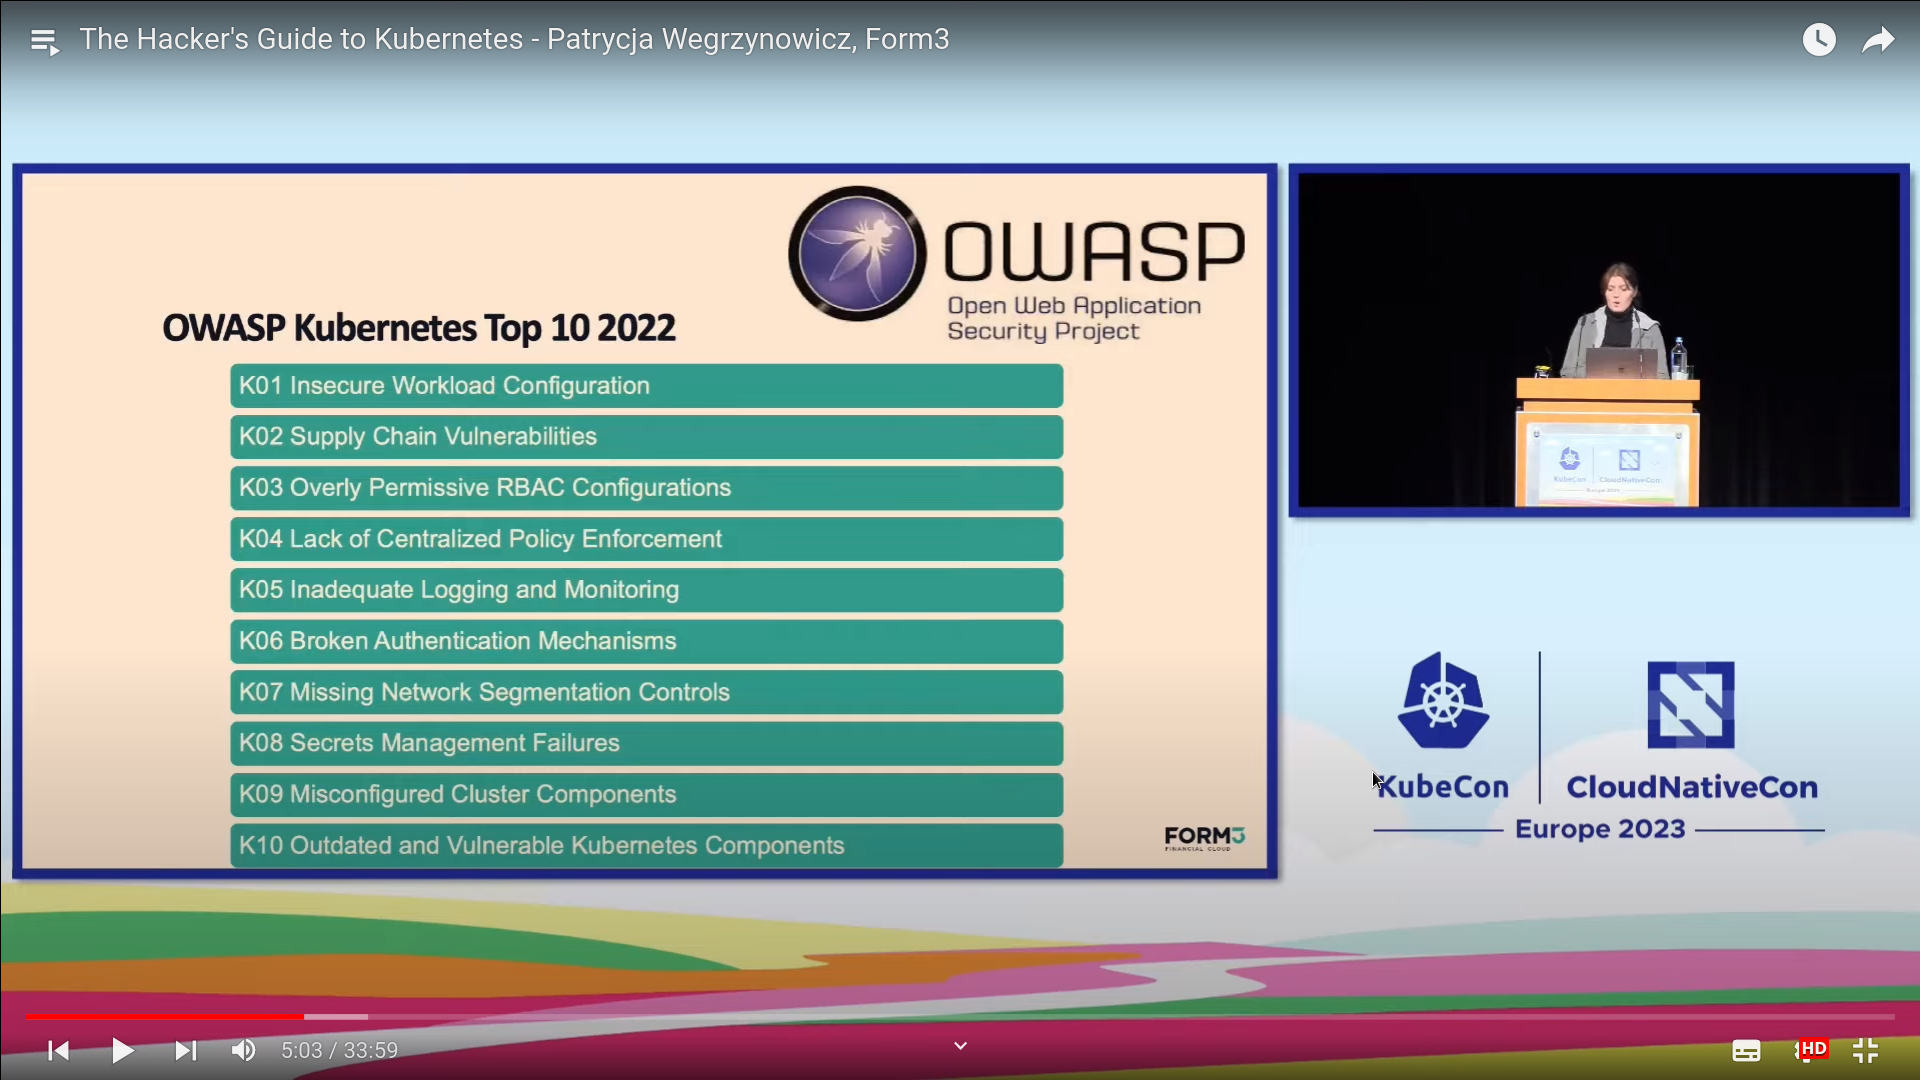 The Hacker's Guide to Kubernetes - Patrycja Wegrzynowicz, Form3
OWASP
Open Web Application
Security Project
OWASP Kubernetes Top 10 2022
K01 Insecure Workload Configuration
K02 Supply Chain Vulnerabilities
K03 Overly Permissive RBAC Configurations
K04 Lack of Centralized Policy Enforcement
K05 Inadequate Logging and Monitoring
K06 Broken Authentication Mechanisms
K07 Missing Network Segmentation Controls
K08 Secrets Management Failures
K09 Misconfigured Cluster Components
K10 Outdated and Vulnerable Kubernetes Components
FORM3
FINANCIAL CLOUD
KubeCon
CloudNativeCon
Europe 2023
KubeCon
CloudNativeCon
Europe 2023
5:03 / 33:59
HD